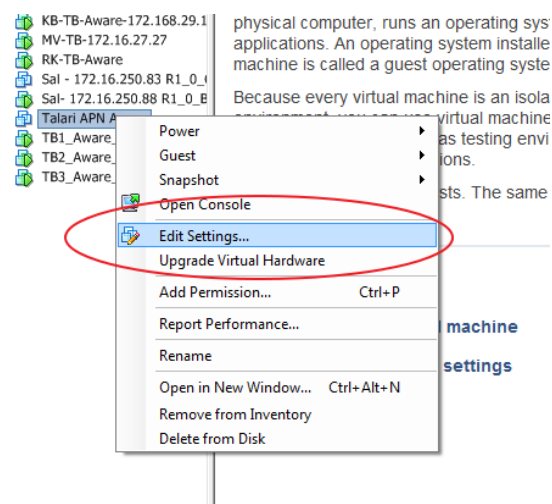 KB-TB-Aware-172.168.29.1
MV-TB-172.16.27.27
RK-TB-Aware
Sal - 172.16.250.83 R1_0_
Sal- 172.16.250.88 R1_0_B
Talari APN A
TB1_Aware_
TB2_Aware_
TB3_Aware_
physical computer, runs an operating syst
applications. An operating system installe
machine is called a guest operating syste
Because every virtual machine is an isola
environment, you can use virtual machine
as testing envi
ions.
sts. The same
machine
settings
Power
Guest
Snapshot
Open Console
Edit Settings...
Upgrade Virtual Hardware
Add Permission... Ctrl+P
Report Performance...
Rename
Open in New Window... Ctrl+Alt+N
Remove from Inventory
Delete from Disk